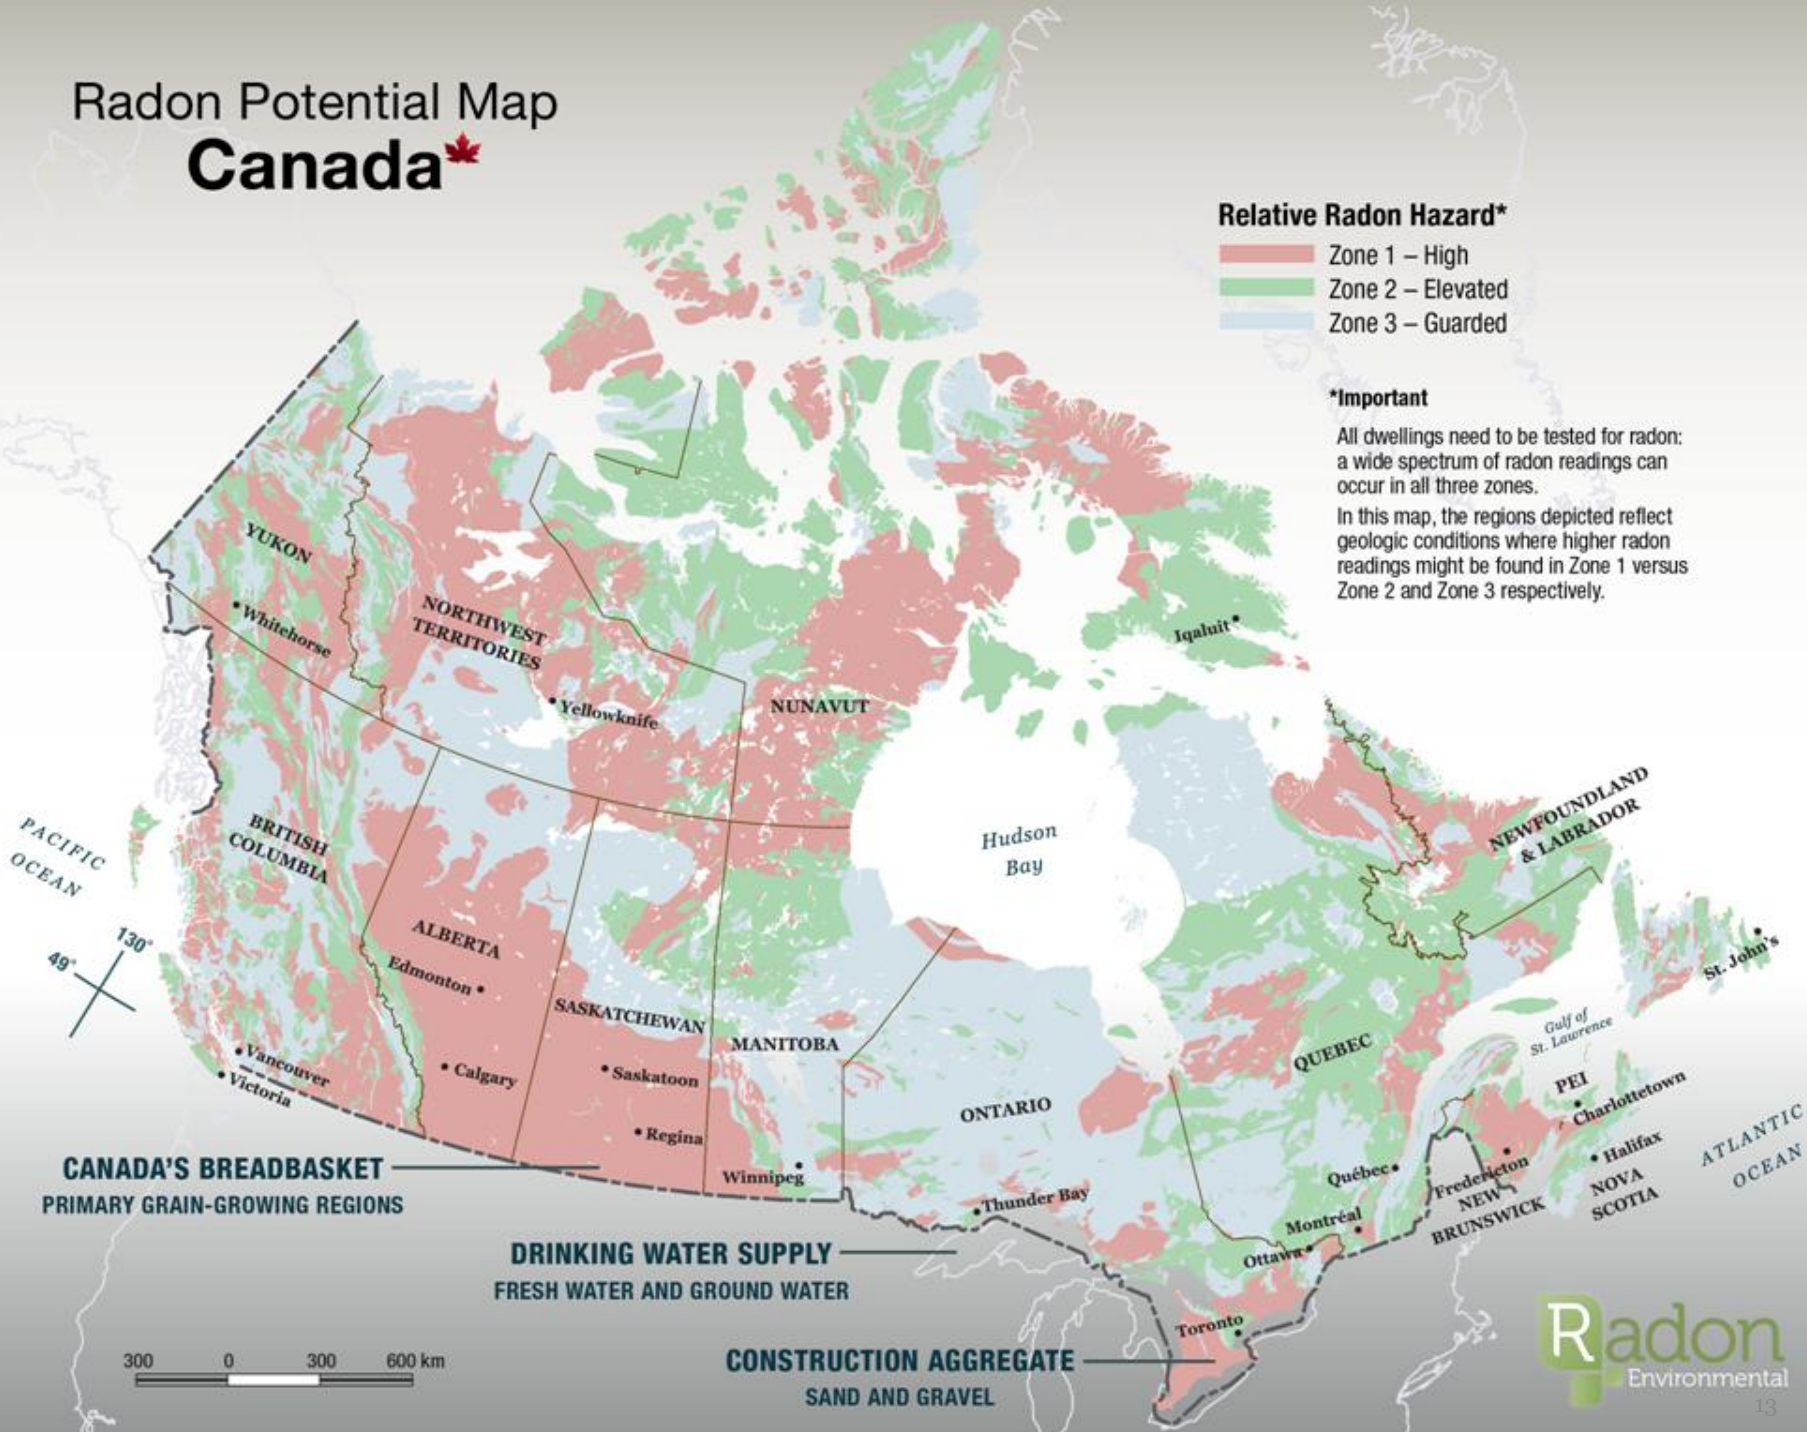 Radon Potential Map
Canada
Relative Radon Hazard*
Zone 1 – High
Zone 2 – Elevated
Zone 3 – Guarded
*Important
All dwellings need to be tested for radon:
a wide spectrum of radon readings can
occur in all three zones.
In this map, the regions depicted reflect
geologic conditions where higher radon
readings might be found in Zone 1 versus
Zone 2 and Zone 3 respectively.
YUKON
Whitehorse
NORTHWEST
TERRITORIES
Yellowknife
NUNAVUT
Iqaluit
PACIFIC
OCEAN
130°
49°
BRITISH
COLUMBIA
Vancouver
Victoria
ALBERTA
Edmonton
Calgary
SASKATCHEWAN
Saskatoon
Regina
MANITOBA
Winnipeg
Hudson
Bay
ONTARIO
Thunder Bay
Ottawa
Toronto
QUEBEC
Québec
Montréal
NEWFOUNDLAND
& LABRADOR
St. John's
Gulf of
St. Lawrence
PEI
Charlottetown
Halifax
NOVA
SCOTIA
Fredericton
NEW
BRUNSWICK
ATLANTIC
OCEAN
CANADA'S BREADBASKET
PRIMARY GRAIN-GROWING REGIONS
DRINKING WATER SUPPLY
FRESH WATER AND GROUND WATER
CONSTRUCTION AGGREGATE
SAND AND GRAVEL
300 0 300 600 km
Radon
Environmental
13